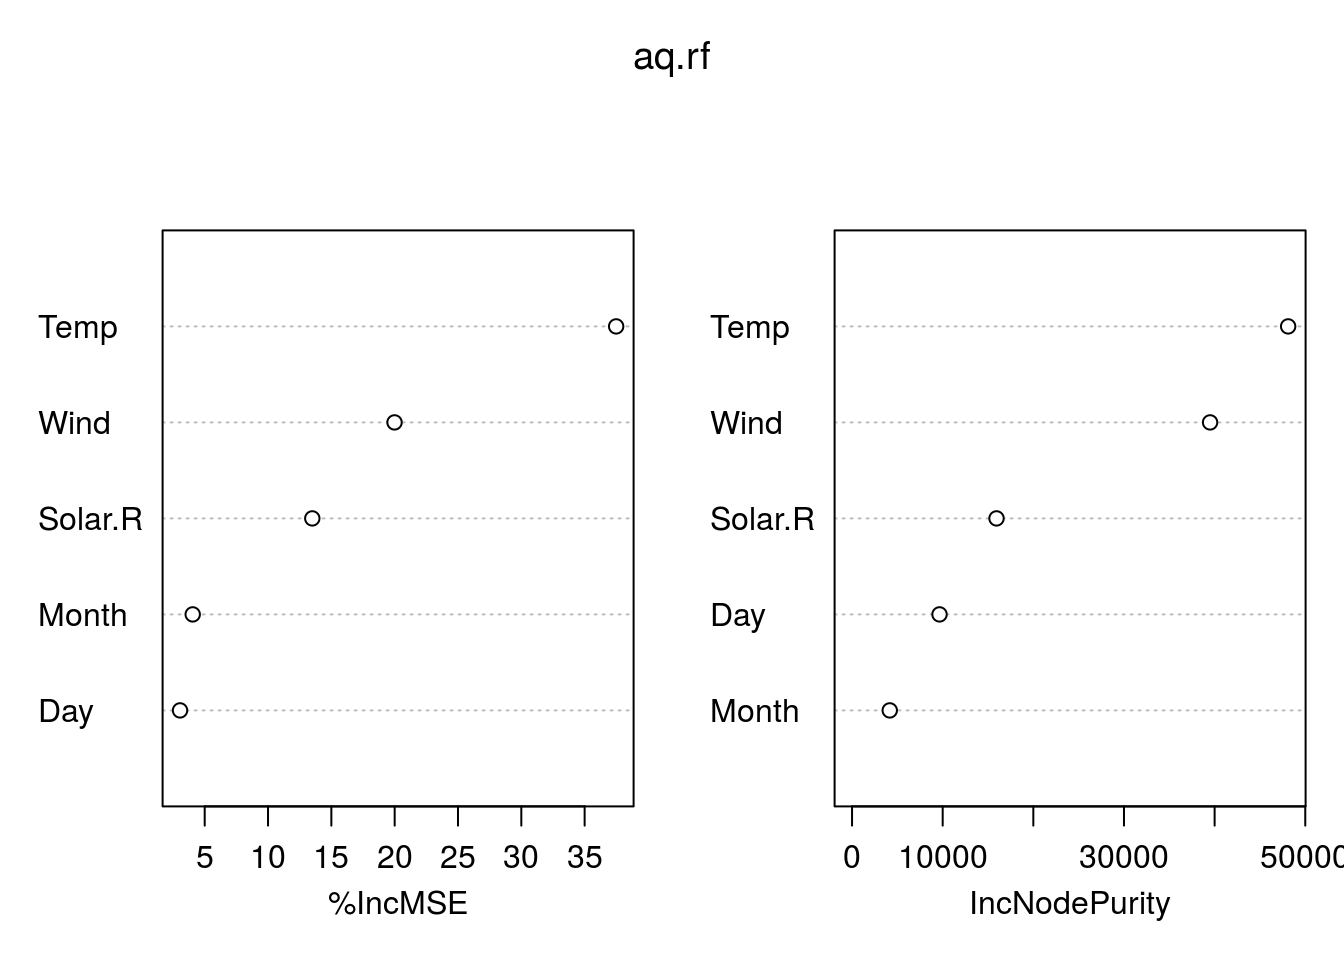 aq.rf
Temp
Wind
Solar.R
Month
Day
5 10 15 20 25 30 35
%IncMSE
Temp
Wind
Solar.R
Day
Month
0 10000 30000 50000
IncNodePurity